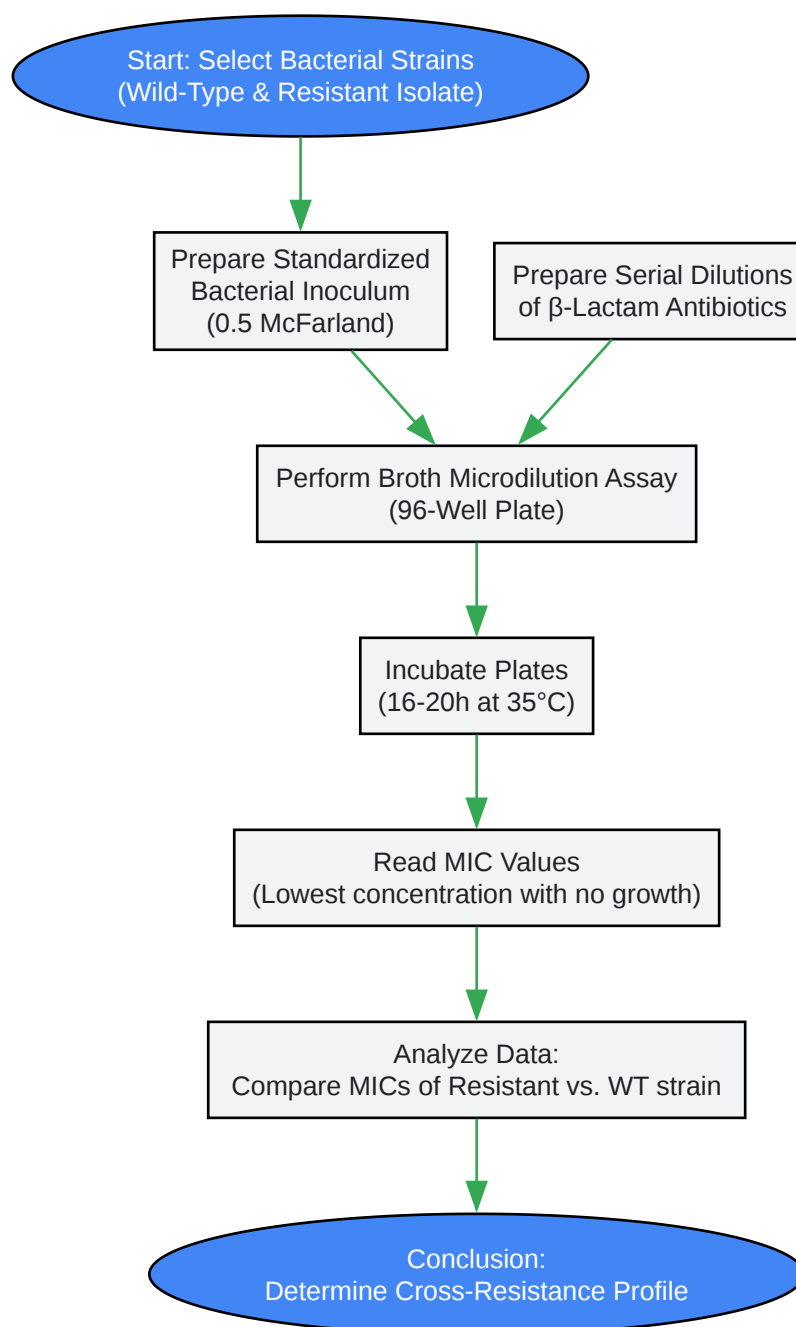 Start: Select Bacterial Strains
(Wild-Type & Resistant Isolate)
Prepare Standardized
Bacterial Inoculum
(0.5 McFarland)
Prepare Serial Dilutions
of β-Lactam Antibiotics
Perform Broth Microdilution Assay
(96-Well Plate)
Incubate Plates
(16-20h at 35°C)
Read MIC Values
(Lowest concentration with no growth)
Analyze Data:
Compare MICs of Resistant vs. WT strain
Conclusion:
Determine Cross-Resistance Profile